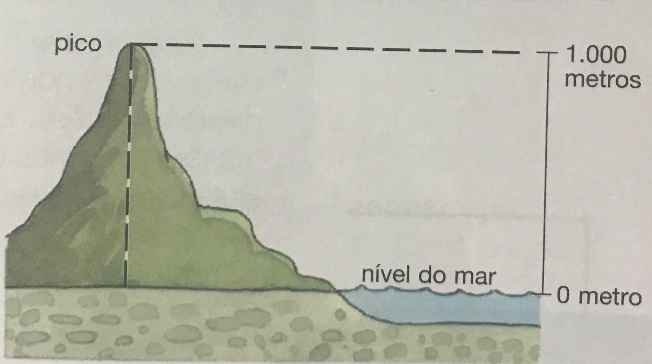 pico
1.000
metros
nível do mar
0 metro